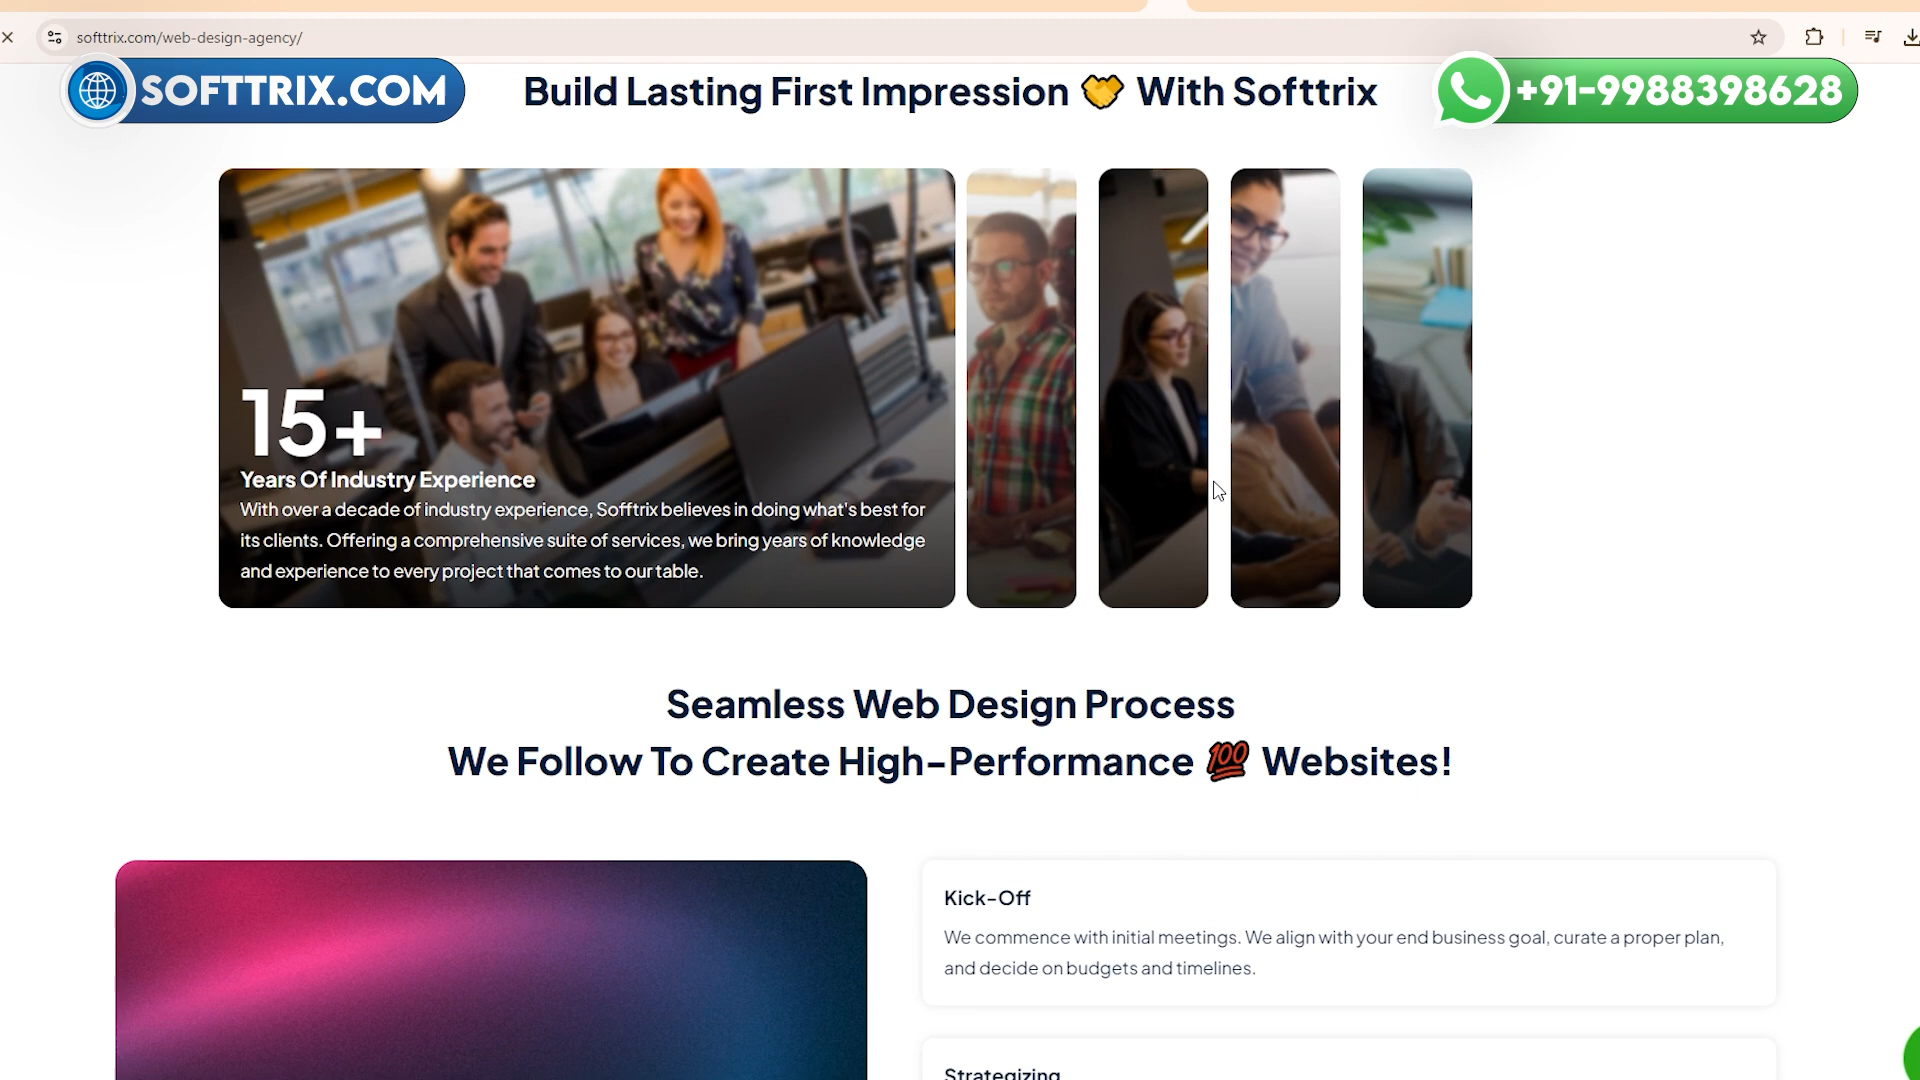 softtrix.com/web-design-agency/
SOFTTRIX.COM
Build Lasting First Impression 🤝 With Softtrix
+91-9988398628
15+
Years Of Industry Experience
With over a decade of industry experience, Softtrix believes in doing what's best for
its clients. Offering a comprehensive suite of services, we bring years of knowledge
and experience to every project that comes to our table.
Seamless Web Design Process
We Follow To Create High-Performance 💯 Websites!
Kick-Off
We commence with initial meetings. We align with your end business goal, curate a proper plan,
and decide on budgets and timelines.
Strategizing